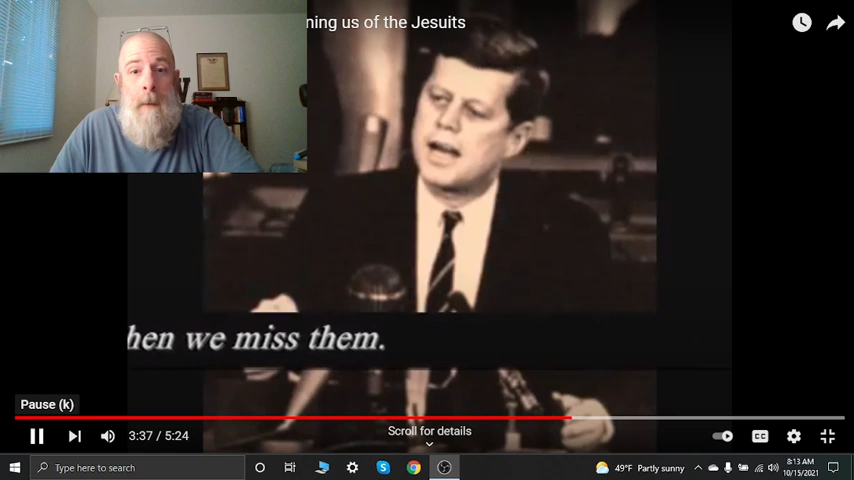 ning us of the Jesuits
hen we miss them.
Pause (k)
3:37 / 5:24
Scroll for details
CC
Type here to search
49°F Partly sunny
8:13 AM
10/15/2021